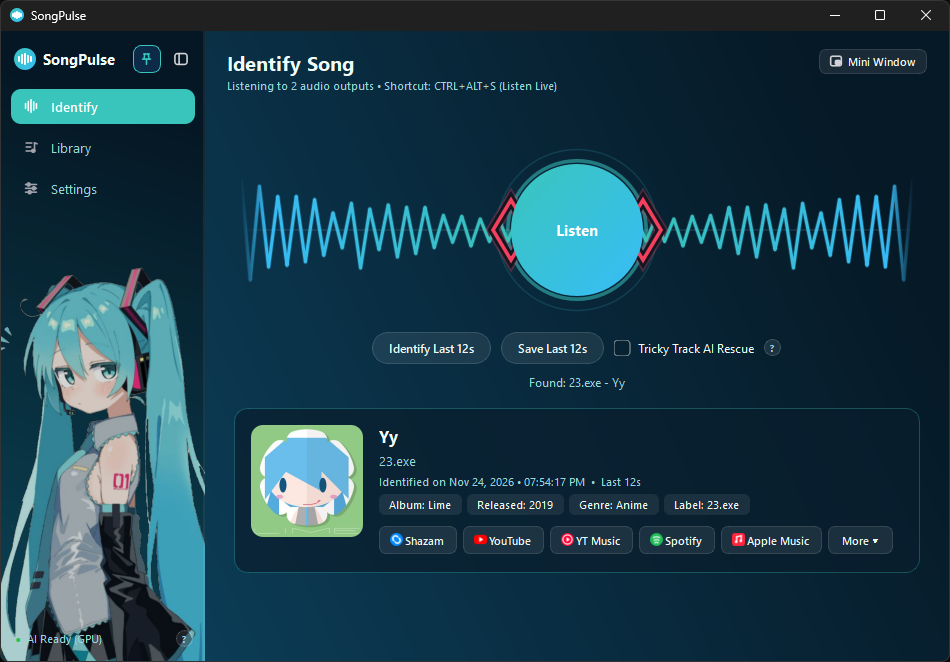 SongPulse
SongPulse
Identify
Library
Settings
01
AI Ready (GPU)
?
Identify Song
Mini Window
Listening to 2 audio outputs • Shortcut: CTRL+ALT+S (Listen Live)
Listen
Identify Last 12s
Save Last 12s
Tricky Track AI Rescue
?
Found: 23.exe - Yy
Yy
23.exe
Identified on Nov 24, 2026 • 07:54:17 PM • Last 12s
Album: Lime
Released: 2019
Genre: Anime
Label: 23.exe
Shazam
YouTube
YT Music
Spotify
Apple Music
More ▾